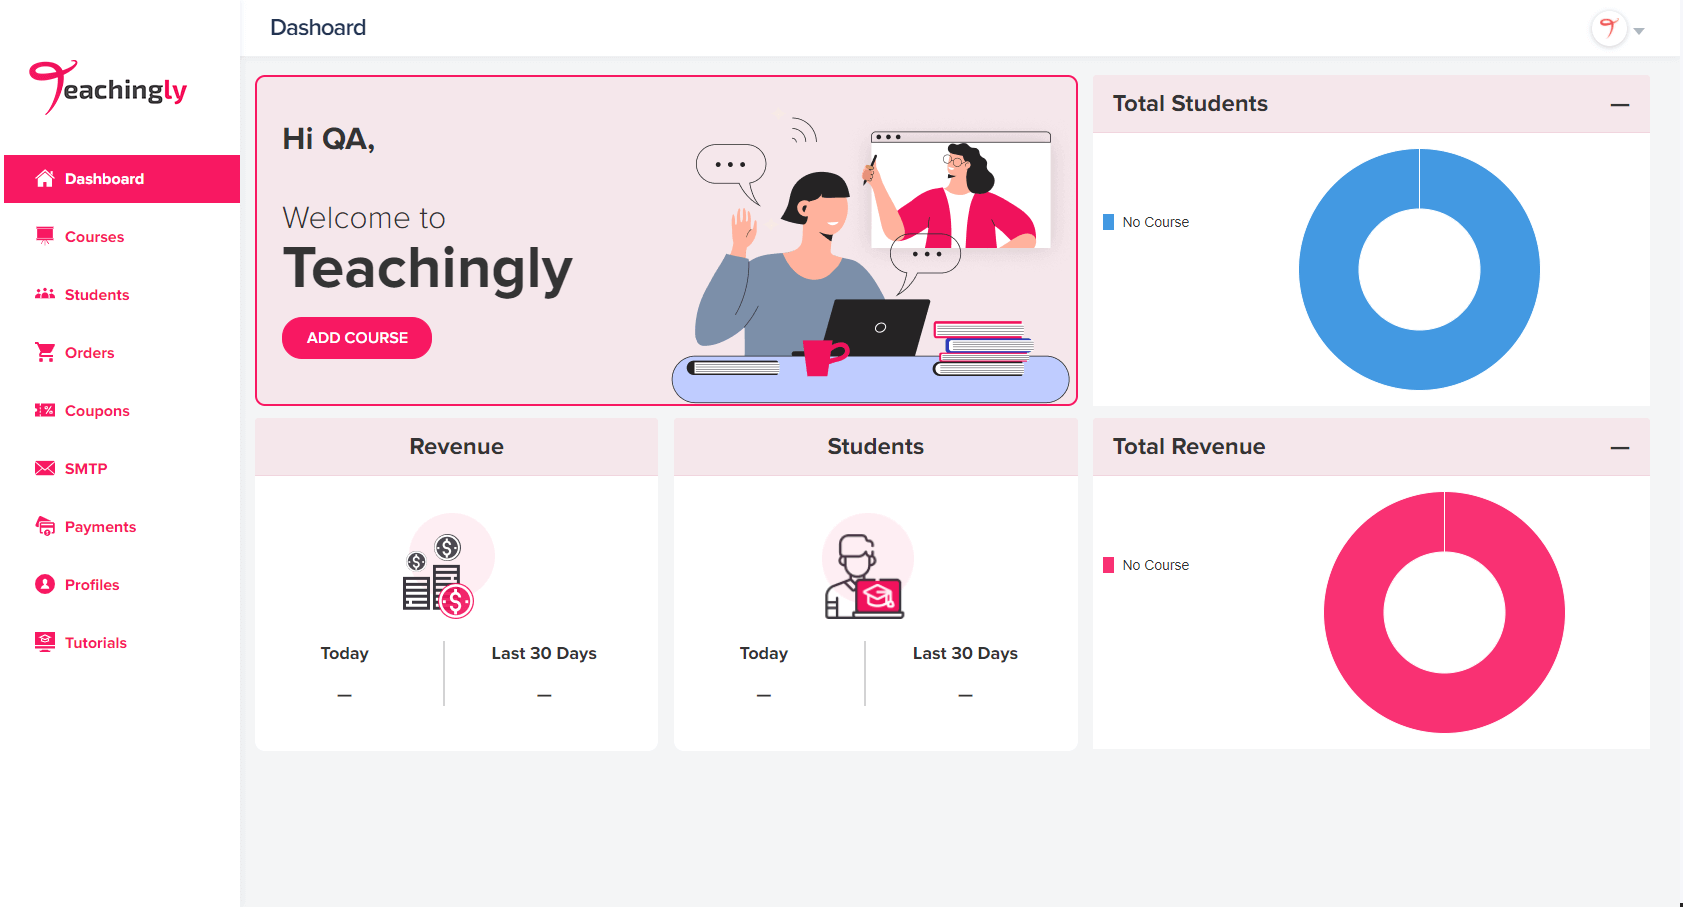 Teachingly
Dashoard
Dashboard
Courses
Students
Orders
Coupons
SMTP
Payments
Profiles
Tutorials
Hi QA,
Welcome to
Teachingly
ADD COURSE
Total Students
—
No Course
Revenue
Today
Last 30 Days
—
—
Students
Today
Last 30 Days
—
—
Total Revenue
—
No Course